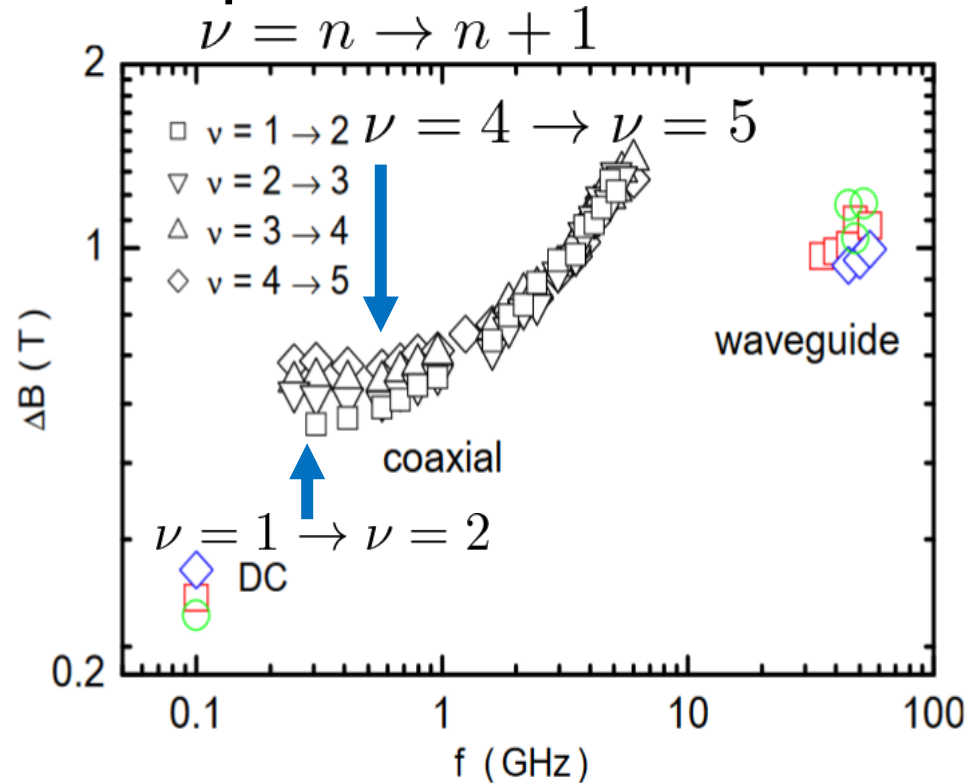 ν = n → n + 1
2
ν = 1 → 2
ν = 4 → ν = 5
ν = 2 → 3
ν = 3 → 4
ν = 4 → 5
1
ΔB ( T )
waveguide
coaxial
ν = 1 → ν = 2
DC
0.2
0.1 1 10 100
f ( GHz )